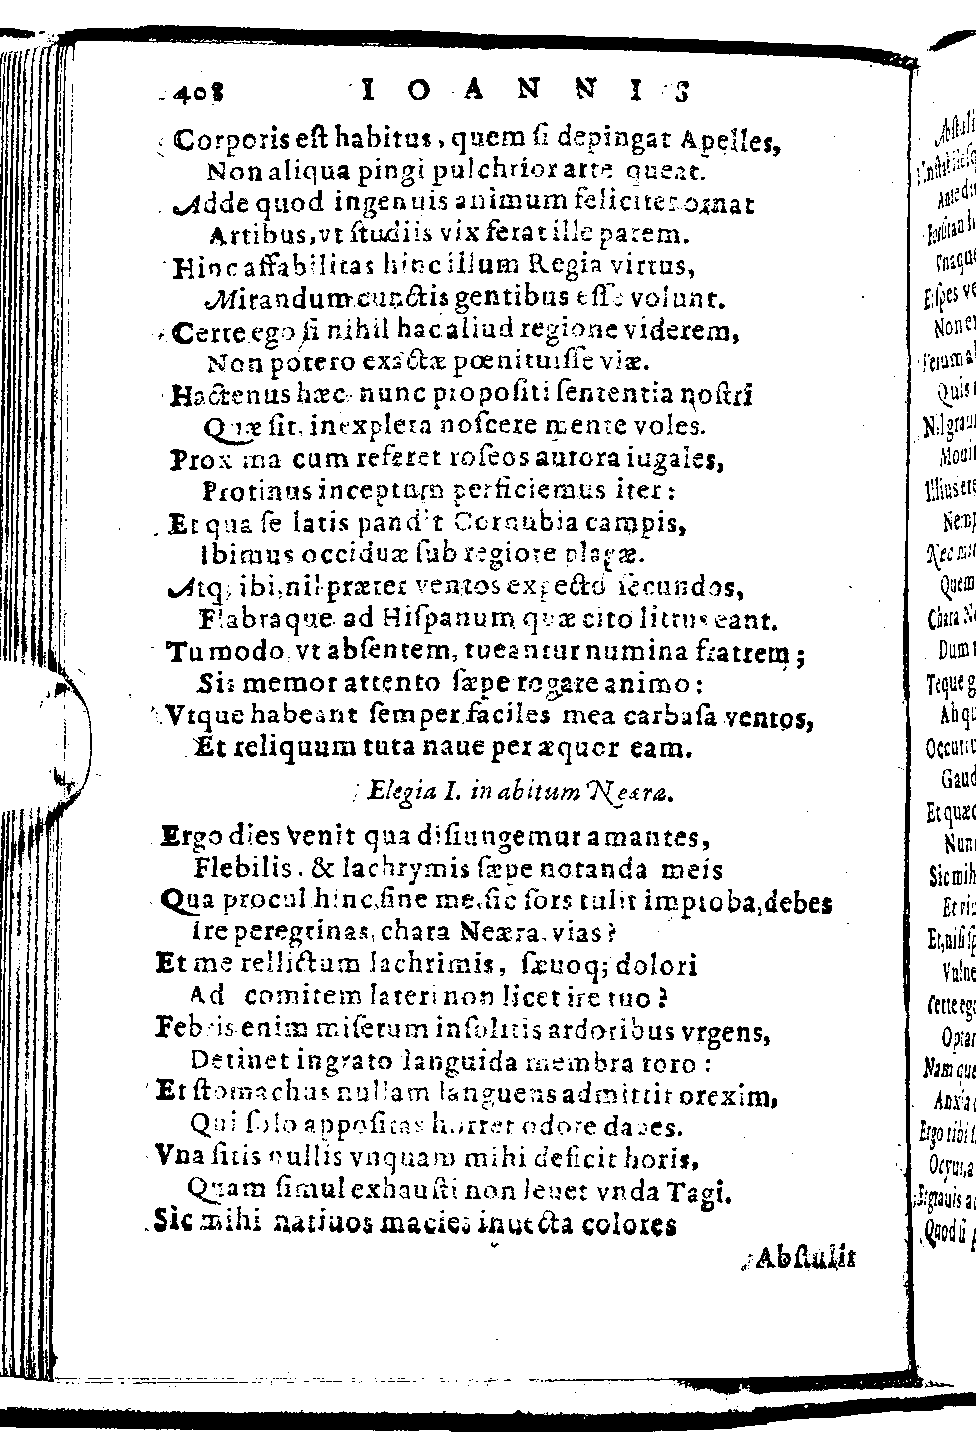 408 IOANNIS
Corporis eſt habitus, quem ſi depingat Apelles,
Non aliqua pingi pulchrior arte queat.
Adde quod ingenuis animum feliciter ornat
Artibus, vt ſtudiis vix ferat ille parem.
Hinc affabilitas hinc illum Regia virtus,
Mirandum cunctis gentibus eſſe volunt.
Certe ego ſi nihil hac aliud regione viderem,
Non potero exactæ pœnituiſſe viæ.
Hactenus hæc, nunc propoſiti ſententia noſtri
Quæ ſit, inexpleta noſcere mente voles.
Proxima cum referet roſeos aurora iugales,
Protinus inceptum perficiemus iter:
Et qua ſe latis pandit Cornubia campis,
Ibimus occiduæ ſub regione plagæ.
Atq; ibi, nil præter ventos expecto ſecundos,
Flabraque ad Hiſpanum quæ cito littus eant.
Tu modo vt abſentem, tueantur numina fratrem;
Sis memor attento ſæpe rogare animo:
Vtque habeant ſemper faciles mea carbaſa ventos,
Et reliquum tuta naue per æquor eam.
Elegia I. in abitum Neæræ.
Ergo dies venit qua diſiungemur amantes,
Flebilis, & lachrymis ſæpe notanda meis
Qua procul hinc, ſine me, ſic ſors tulit improba, debes
Ire peregrinas, chara Neæra, vias?
Et me rellictum lachrimis, ſæuoq; dolori
Ad comitem lateri non licet ire tuo?
Febris enim miſerum inſolitis ardoribus vrgens,
Detinet ingrato languida membra toro:
Et ſtomachus nullam languens admittit orexim,
Qui ſolo appoſitas horret odore dapes.
Vna ſitis nullis vnquam mihi deficit horis,
Quam ſimul exhauſti non leuet vnda Tagi.
Sic mihi natiuos macies inuecta colores
Abſtulit